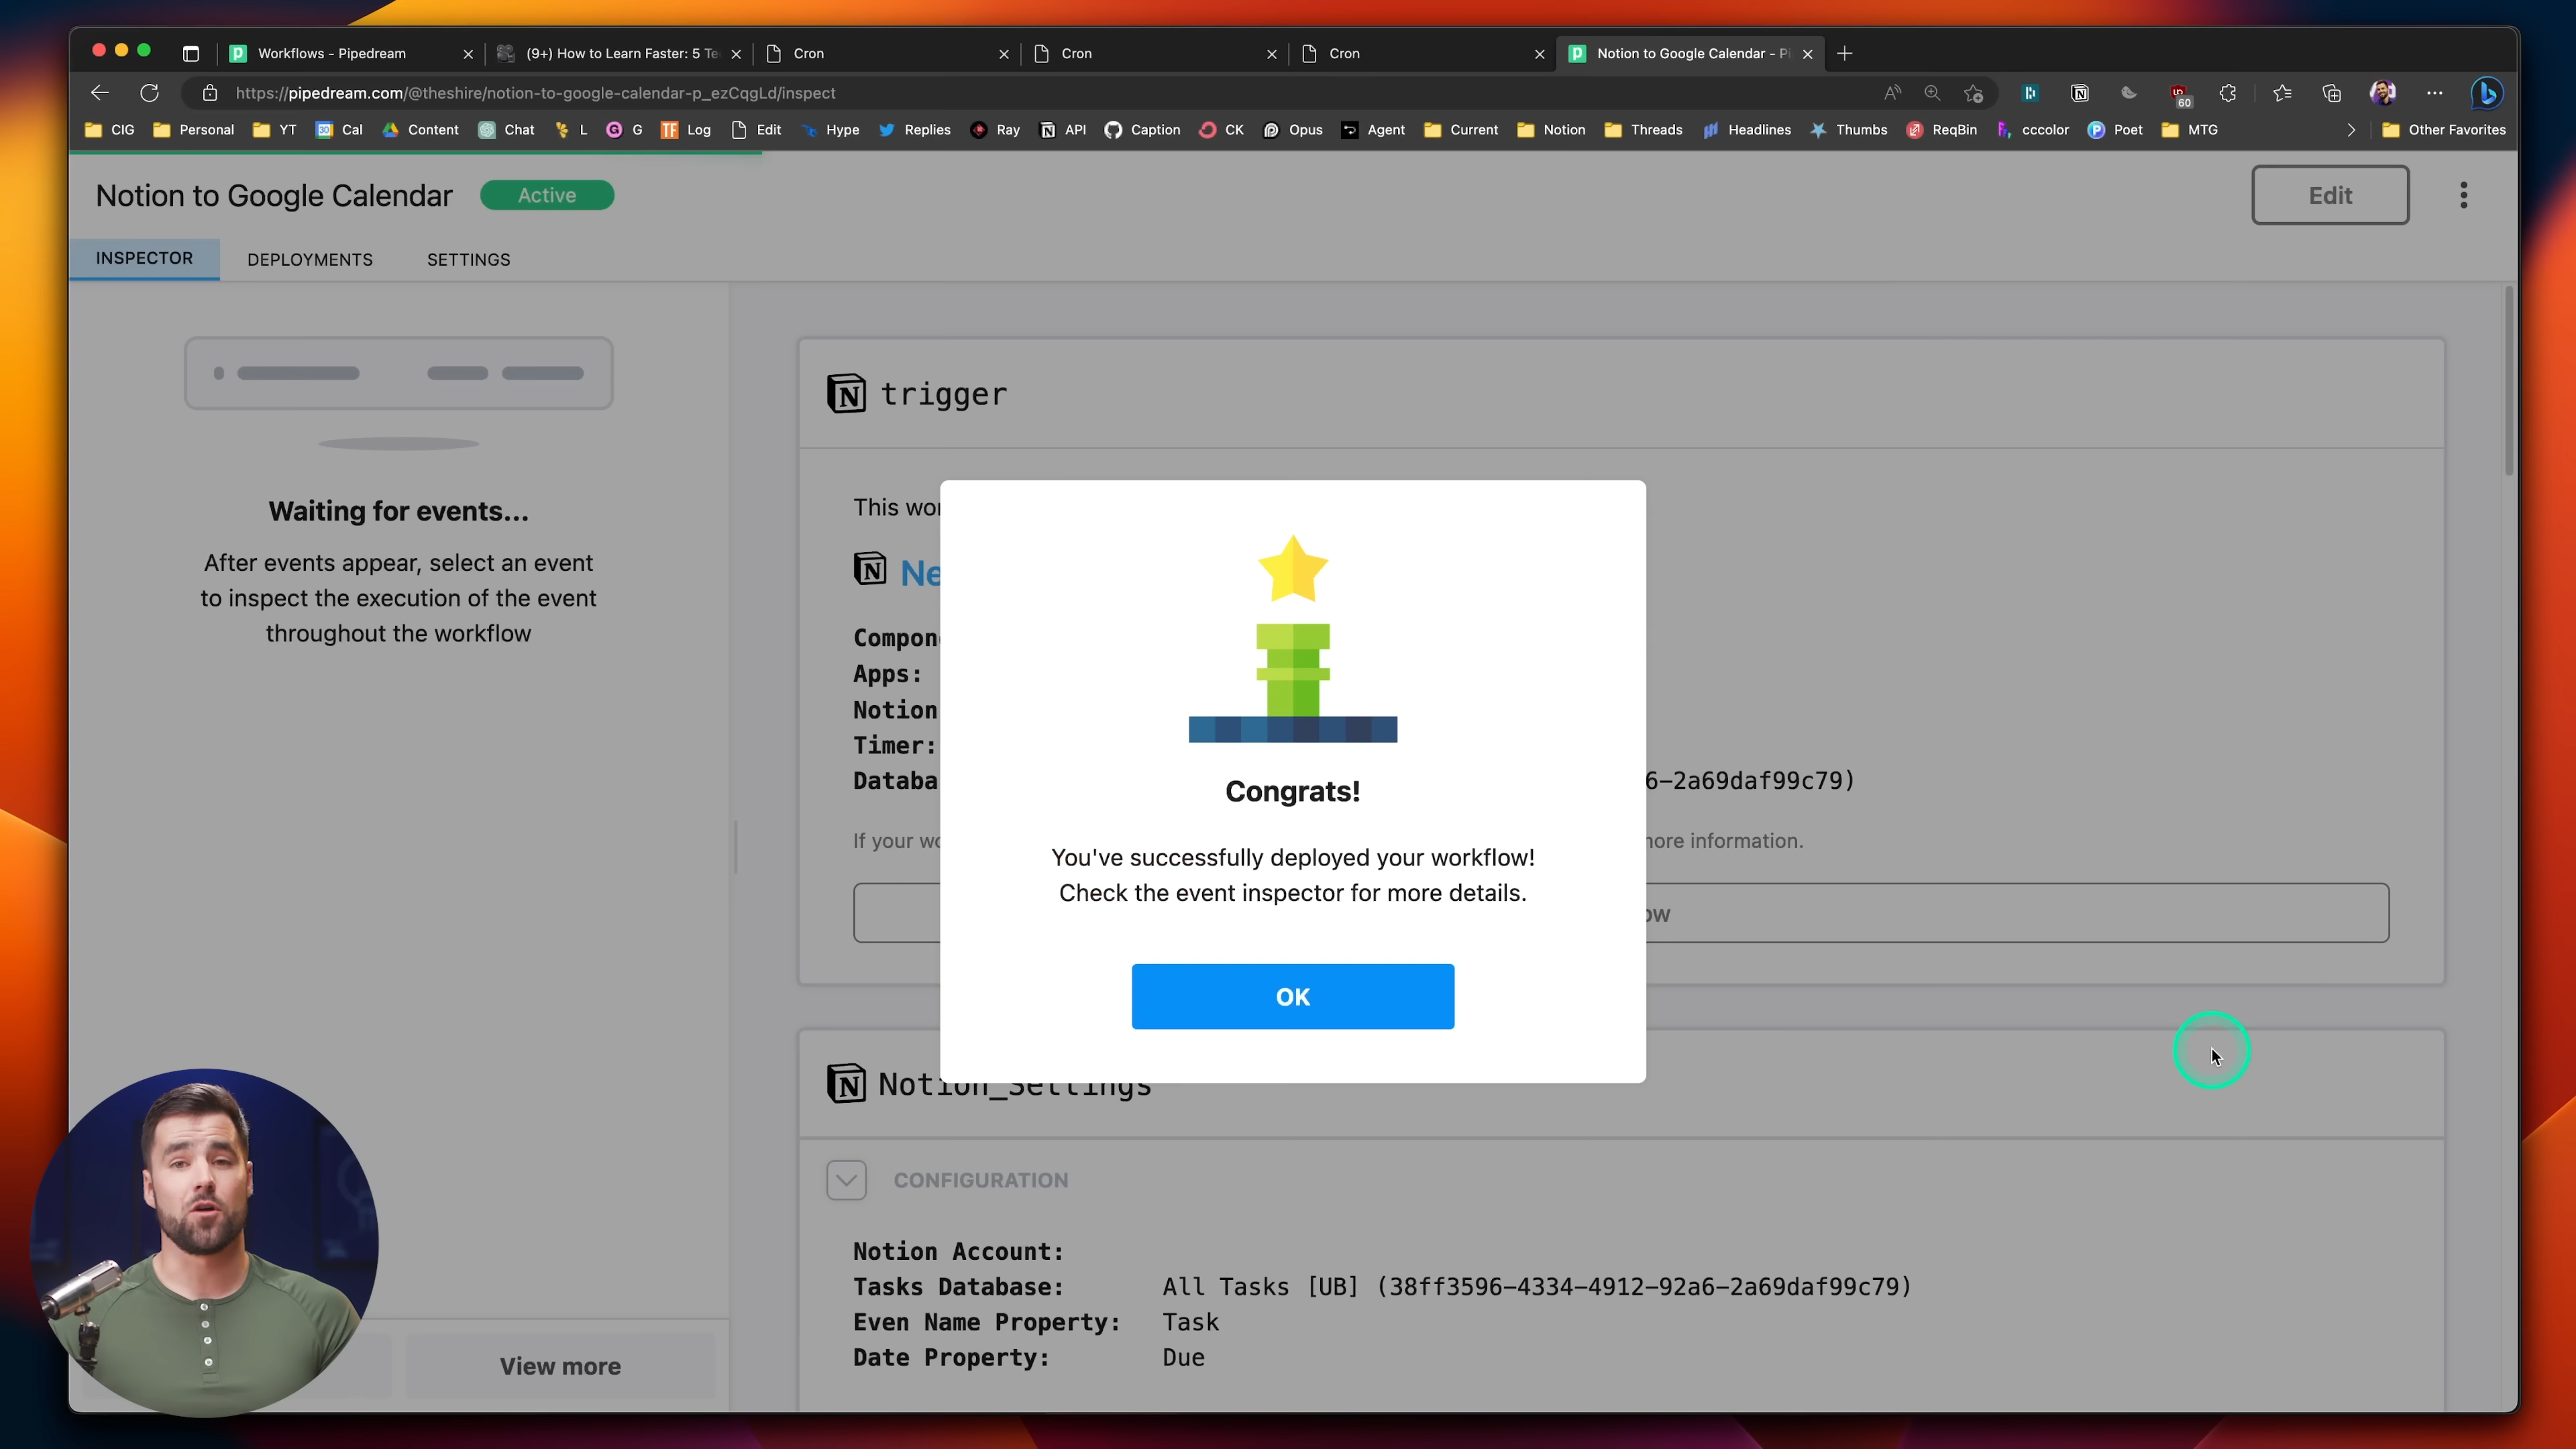 Workflows - Pipedream
(9+) How to Learn Faster: 5 Te
Cron
Cron
Cron
Notion to Google Calendar - Pi
https://pipedream.com/@theshire/notion-to-google-calendar-p_ezCqgLd/inspect
60
CIG
Personal
YT
Cal
Content
Chat
L
G
Log
Edit
Hype
Replies
Ray
API
Caption
CK
Opus
Agent
Current
Notion
Threads
Headlines
Thumbs
ReqBin
cccolor
Poet
MTG
Other Favorites
Notion to Google Calendar
Active
Edit
INSPECTOR
DEPLOYMENTS
SETTINGS
Waiting for events...
After events appear, select an event
to inspect the execution of the event
throughout the workflow
View more
trigger
This wor
Ne
Compon
Apps:
Notion
Timer:
Databa
6-2a69daf99c79)
If your wo
ore information.
ow
Congrats!
You've successfully deployed your workflow!
Check the event inspector for more details.
OK
Notion_Settings
CONFIGURATION
Notion Account:
Tasks Database: All Tasks [UB] (38ff3596-4334-4912-92a6-2a69daf99c79)
Even Name Property: Task
Date Property: Due